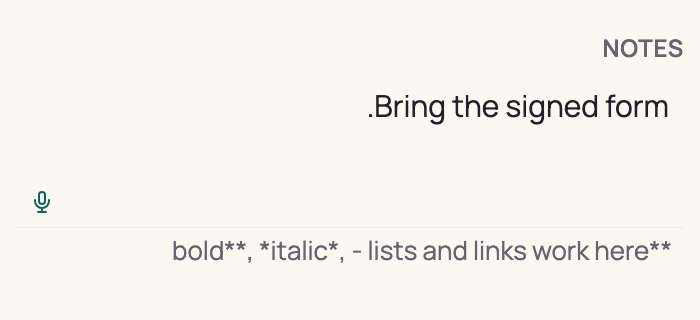 NOTES
.Bring the signed form
bold**, *italic*, - lists and links work here**